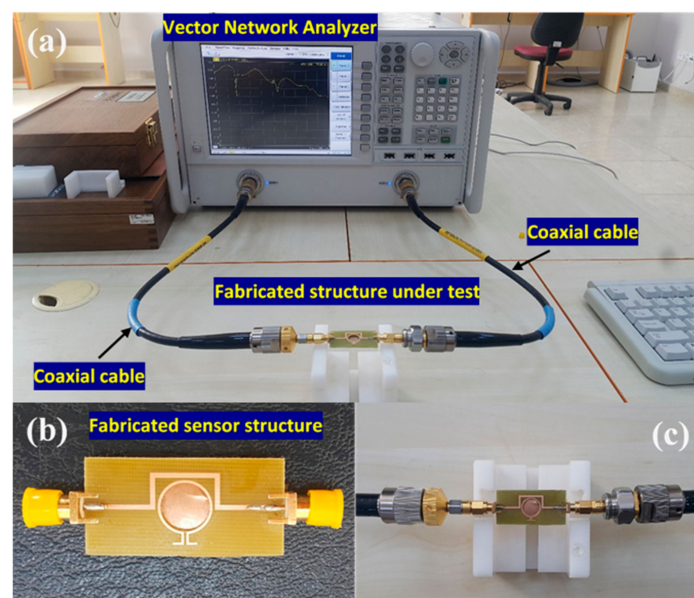 (a)
Vector Network Analyzer
Coaxial cable
Fabricated structure under test
Coaxial cable
(b)
Fabricated sensor structure
(c)